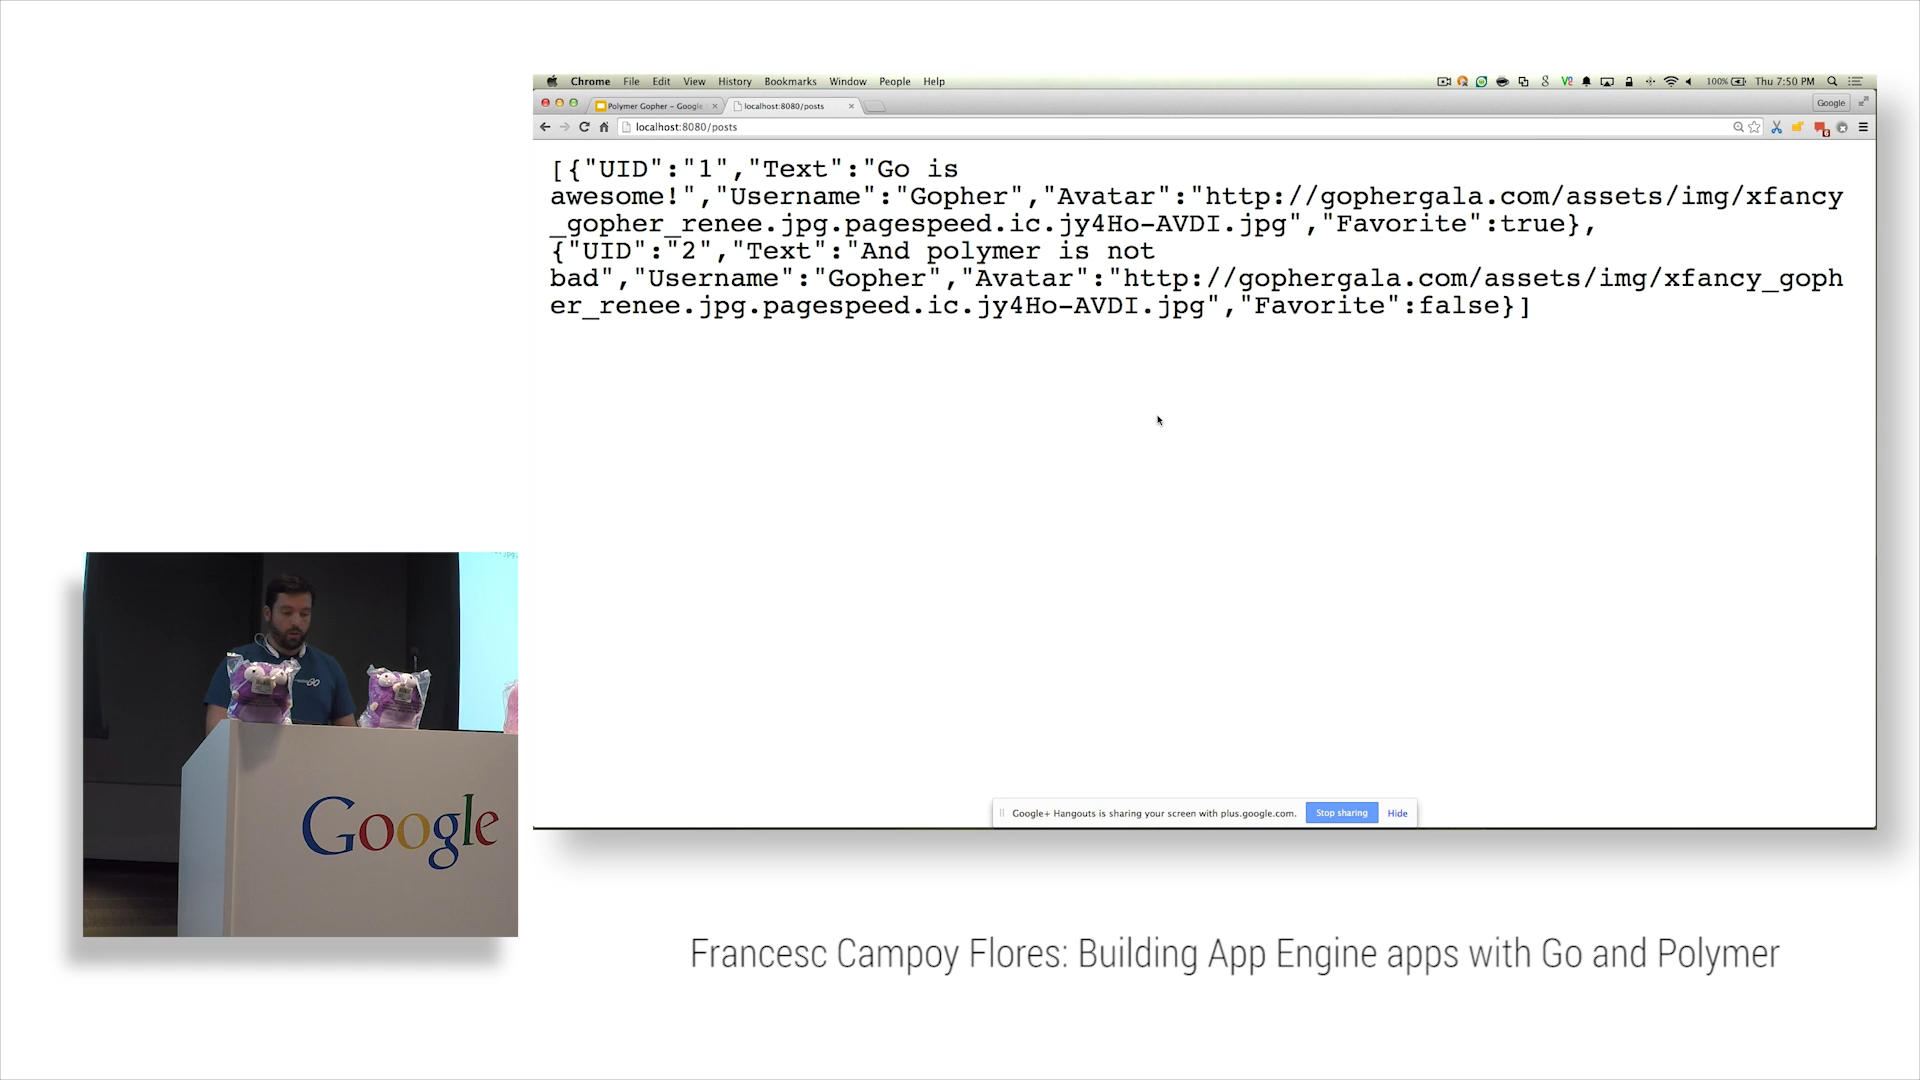 Chrome File Edit View History Bookmarks Window People Help
100% Thu 7:50 PM
Polymer Gopher - Google
localhost:8080/posts
Google
localhost:8080/posts
[{"UID":"1","Text":"Go is
awesome!","Username":"Gopher","Avatar":"http://gophergala.com/assets/img/xfancy
_gopher_renee.jpg.pagespeed.ic.jy4Ho-AVDI.jpg","Favorite":true},
{"UID":"2","Text":"And polymer is not
bad","Username":"Gopher","Avatar":"http://gophergala.com/assets/img/xfancy_goph
er_renee.jpg.pagespeed.ic.jy4Ho-AVDI.jpg","Favorite":false}]
Google+ Hangouts is sharing your screen with plus.google.com. Stop sharing Hide
GO
Google
Francesc Campoy Flores: Building App Engine apps with Go and Polymer